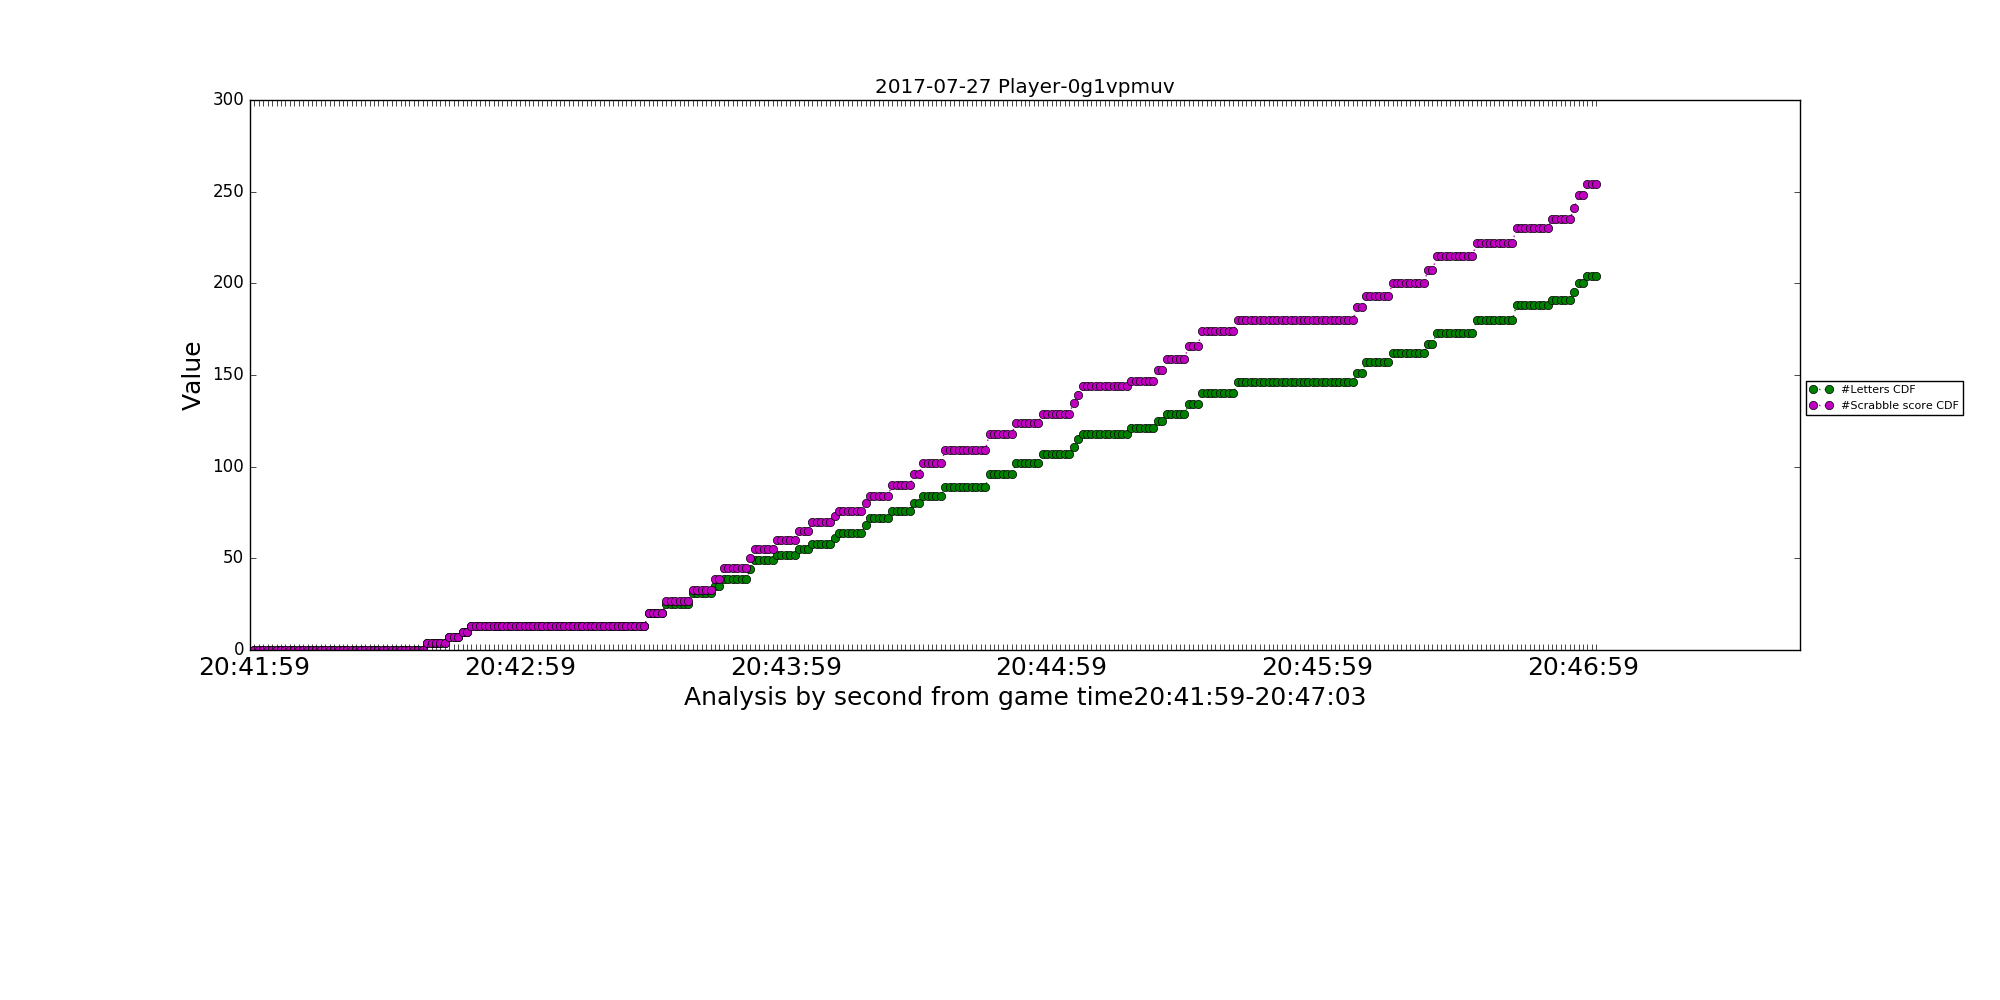 2017-07-27 Player-0g1vpmuv
300
250
200
150
100
50
0
Value
20:41:59 20:42:59 20:43:59 20:44:59 20:45:59 20:46:59
Analysis by second from game time20:41:59-20:47:03
#Letters CDF
#Scrabble score CDF